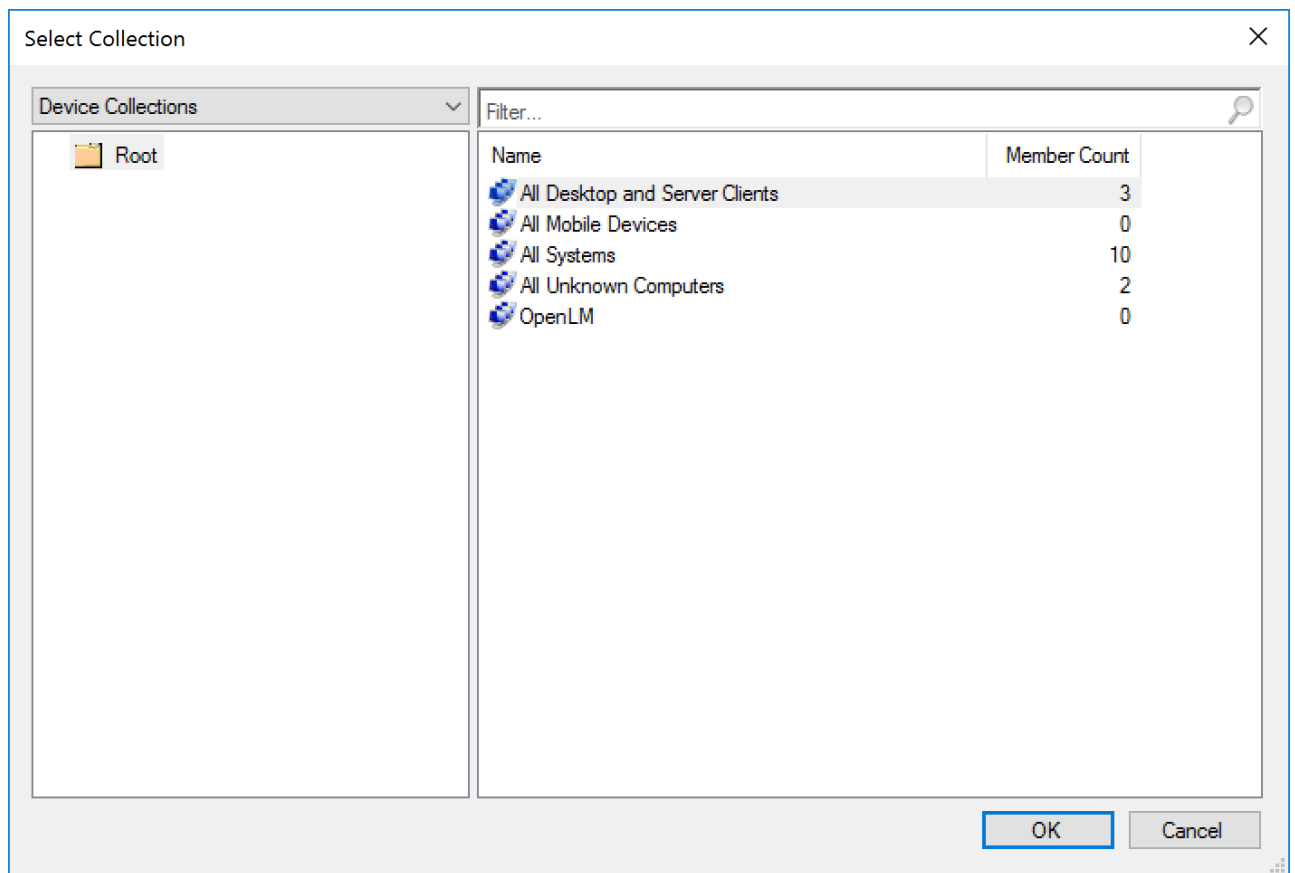 Select Collection
Device Collections
Filter...
Root
Name Member Count
All Desktop and Server Clients 3
All Mobile Devices 0
All Systems 10
All Unknown Computers 2
OpenLM 0
OK Cancel